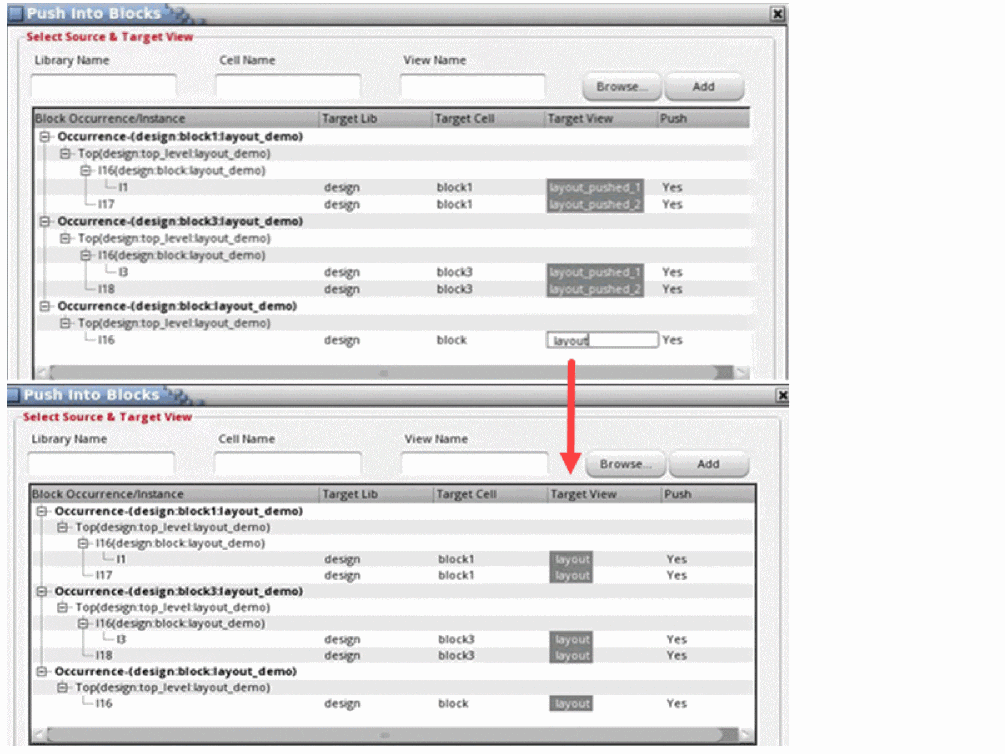 Push Into Blocks
Select Source & Target View
Library Name Cell Name View Name
Browse... Add
Block Occurrence/Instance Target Lib Target Cell Target View Push
Occurrence-(design:block1:layout_demo)
Top(design:top_level:layout_demo)
I16(design:block:layout_demo)
I1 design block1 layout_pushed_1 Yes
I17 design block1 layout_pushed_2 Yes
Occurrence-(design:block3:layout_demo)
Top(design:top_level:layout_demo)
I16(design:block:layout_demo)
I3 design block3 layout_pushed_1 Yes
I18 design block3 layout_pushed_2 Yes
Occurrence-(design:block:layout_demo)
Top(design:top_level:layout_demo)
I16 design block layout Yes
Push Into Blocks
Select Source & Target View
Library Name Cell Name View Name
Browse... Add
Block Occurrence/Instance Target Lib Target Cell Target View Push
Occurrence-(design:block1:layout_demo)
Top(design:top_level:layout_demo)
I16(design:block:layout_demo)
I1 design block1 layout Yes
I17 design block1 layout Yes
Occurrence-(design:block3:layout_demo)
Top(design:top_level:layout_demo)
I16(design:block:layout_demo)
I3 design block3 layout Yes
I18 design block3 layout Yes
Occurrence-(design:block:layout_demo)
Top(design:top_level:layout_demo)
I16 design block layout Yes